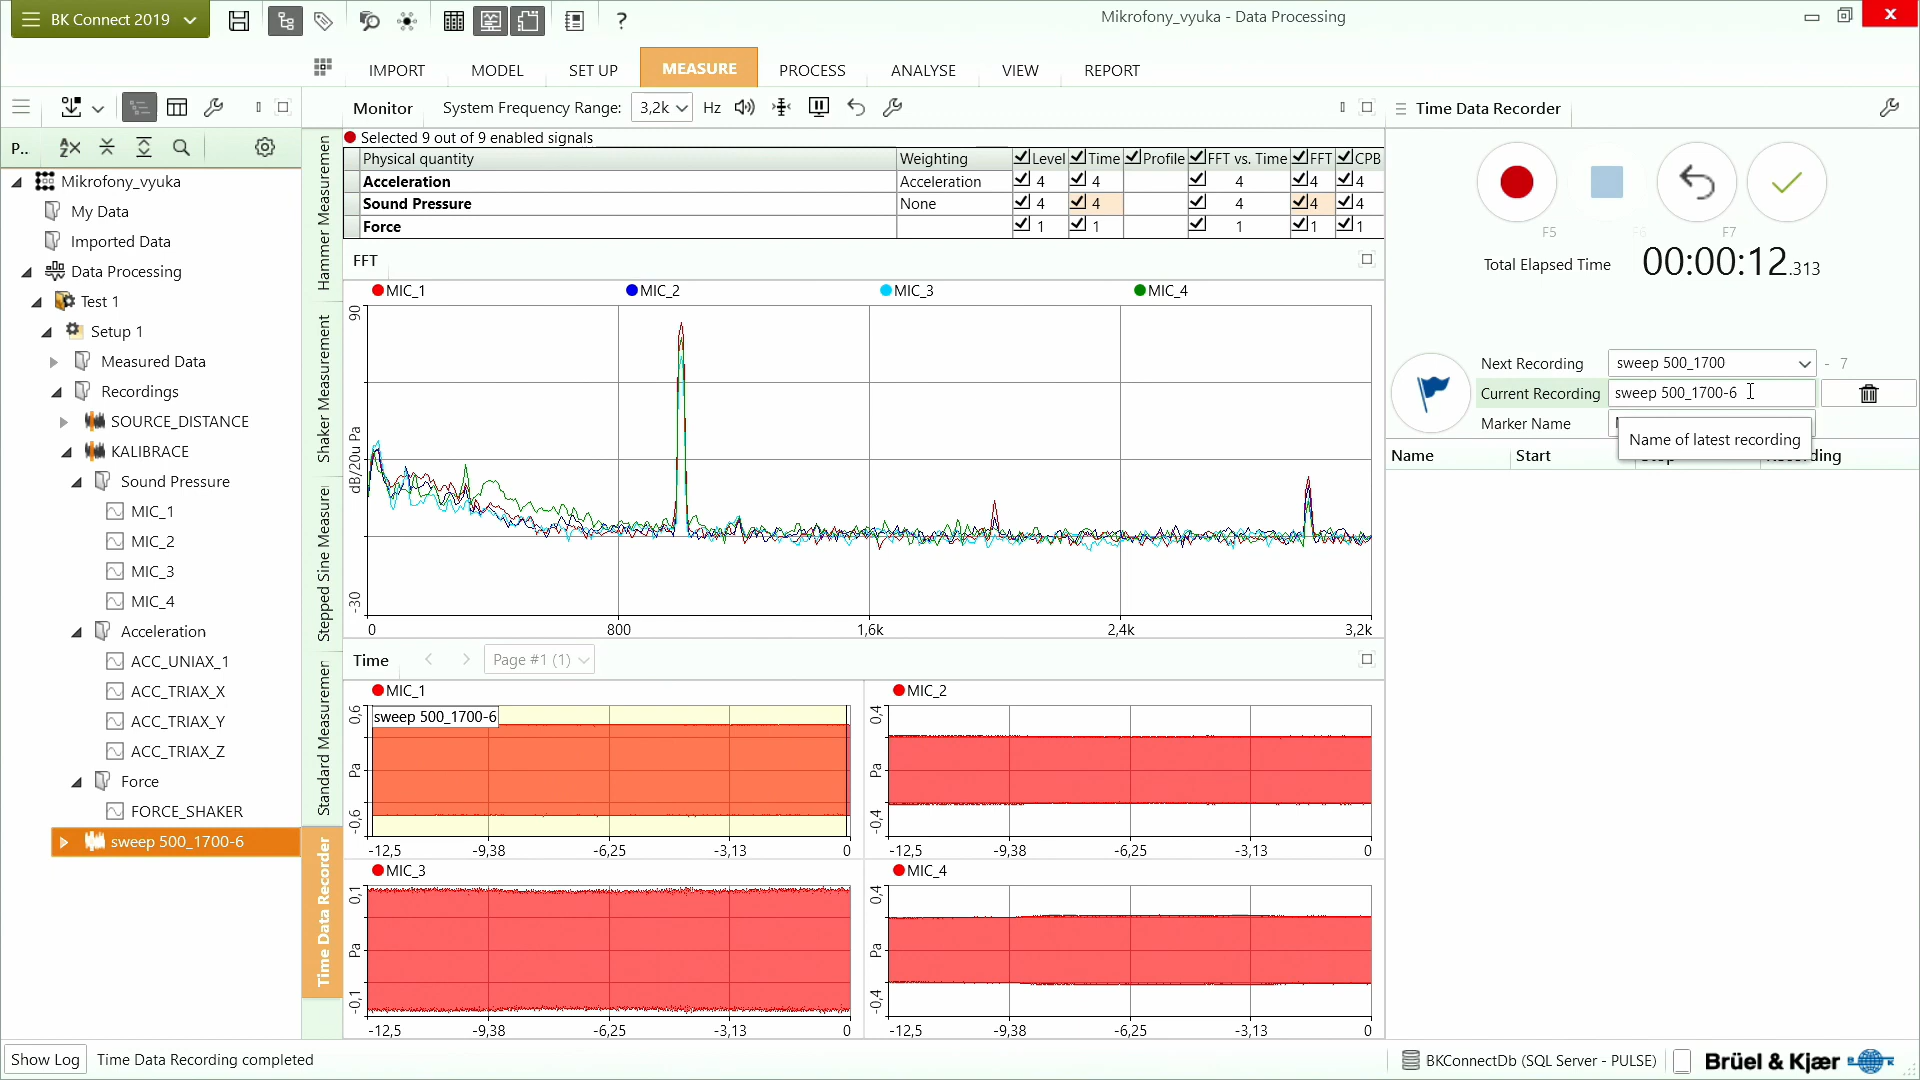 BK Connect 2019
?
Mikrofony_vyuka - Data Processing
IMPORT MODEL SET UP MEASURE PROCESS ANALYSE VIEW REPORT
Monitor System Frequency Range: 3,2k Hz
Time Data Recorder
P...
Mikrofony_vyuka
My Data
Imported Data
Data Processing
Test 1
Setup 1
Measured Data
Recordings
SOURCE_DISTANCE
KALIBRACE
Sound Pressure
MIC_1
MIC_2
MIC_3
MIC_4
Acceleration
ACC_UNIAX_1
ACC_TRIAX_X
ACC_TRIAX_Y
ACC_TRIAX_Z
Force
FORCE_SHAKER
sweep 500_1700-6
Hammer Measuremen
Shaker Measurement
Stepped Sine Measure
Standard Measuremen
Time Data Recorder
Selected 9 out of 9 enabled signals
Physical quantity Weighting Level Time Profile FFT vs. Time FFT CPB
Acceleration Acceleration 4 4 4 4 4
Sound Pressure None 4 4 4 4 4
Force 1 1 1 1 1
FFT
MIC_1 MIC_2 MIC_3 MIC_4
90
dB/20u Pa
-30
0 800 1,6k 2,4k 3,2k
Time Page #1 (1)
MIC_1
sweep 500_1700-6
0,6
Pa
-0,6
-12,5 -9,38 -6,25 -3,13 0
MIC_2
0,4
Pa
-0,4
-12,5 -9,38 -6,25 -3,13 0
MIC_3
0,1
Pa
-0,1
-12,5 -9,38 -6,25 -3,13 0
MIC_4
0,4
Pa
-0,4
-12,5 -9,38 -6,25 -3,13 0
F5 F6 F7
Total Elapsed Time 00:00:12.313
Next Recording sweep 500_1700 - 7
Current Recording sweep 500_1700-6
Marker Name
Name of latest recording
Name Start
Show Log Time Data Recording completed
BKConnectDb (SQL Server - PULSE) Brüel & Kjær